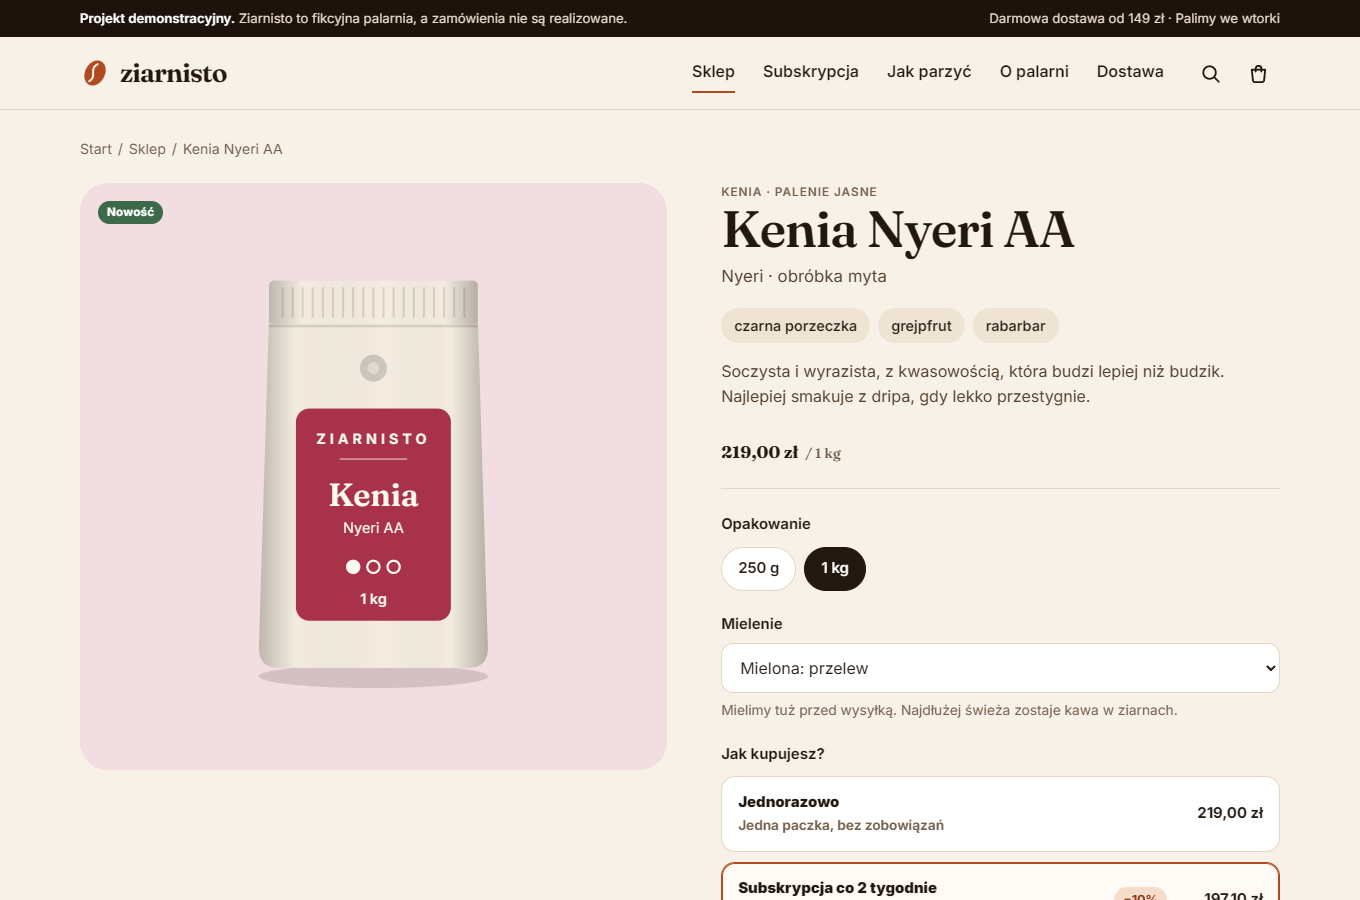 Projekt demonstracyjny. Ziarnisto to fikcyjna palarnia, a zamówienia nie są realizowane.
Darmowa dostawa od 149 zł · Palimy we wtorki
ziarnisto
Sklep
Subskrypcja
Jak parzyć
O palarni
Dostawa
Start / Sklep / Kenia Nyeri AA
Nowość
ZIARNISTO
Kenia
Nyeri AA
1 kg
KENIA · PALENIE JASNE
Kenia Nyeri AA
Nyeri · obróbka myta
czarna porzeczka
grejpfrut
rabarbar
Soczysta i wyrazista, z kwasowością, która budzi lepiej niż budzik.
Najlepiej smakuje z dripa, gdy lekko przestygnie.
219,00 zł / 1 kg
Opakowanie
250 g
1 kg
Mielenie
Mielona: przelew
Mielimy tuż przed wysyłką. Najdłużej świeża zostaje kawa w ziarnach.
Jak kupujesz?
Jednorazowo
Jedna paczka, bez zobowiązań
219,00 zł
Subskrypcja co 2 tygodnie
−10%
197,10 zł